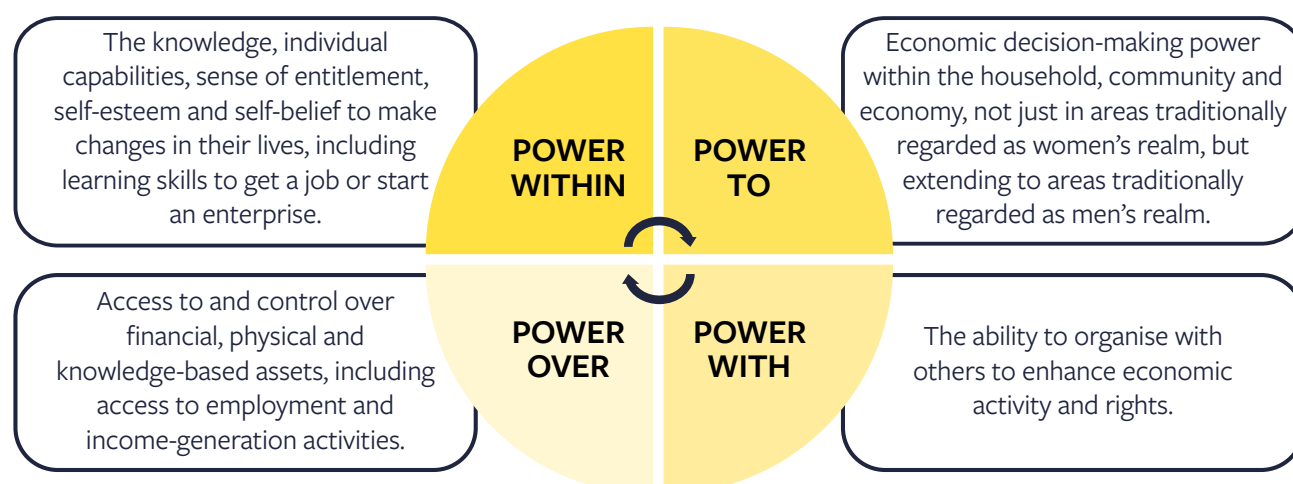 The knowledge, individual
capabilities, sense of entitlement,
self-esteem and self-belief to make
changes in their lives, including
learning skills to get a job or start
an enterprise.
POWER
WITHIN
POWER
TO
Economic decision-making power
within the household, community and
economy, not just in areas traditionally
regarded as women’s realm, but
extending to areas traditionally
regarded as men’s realm.
Access to and control over
financial, physical and
knowledge-based assets, including
access to employment and
income-generation activities.
POWER
OVER
POWER
WITH
The ability to organise with
others to enhance economic
activity and rights.